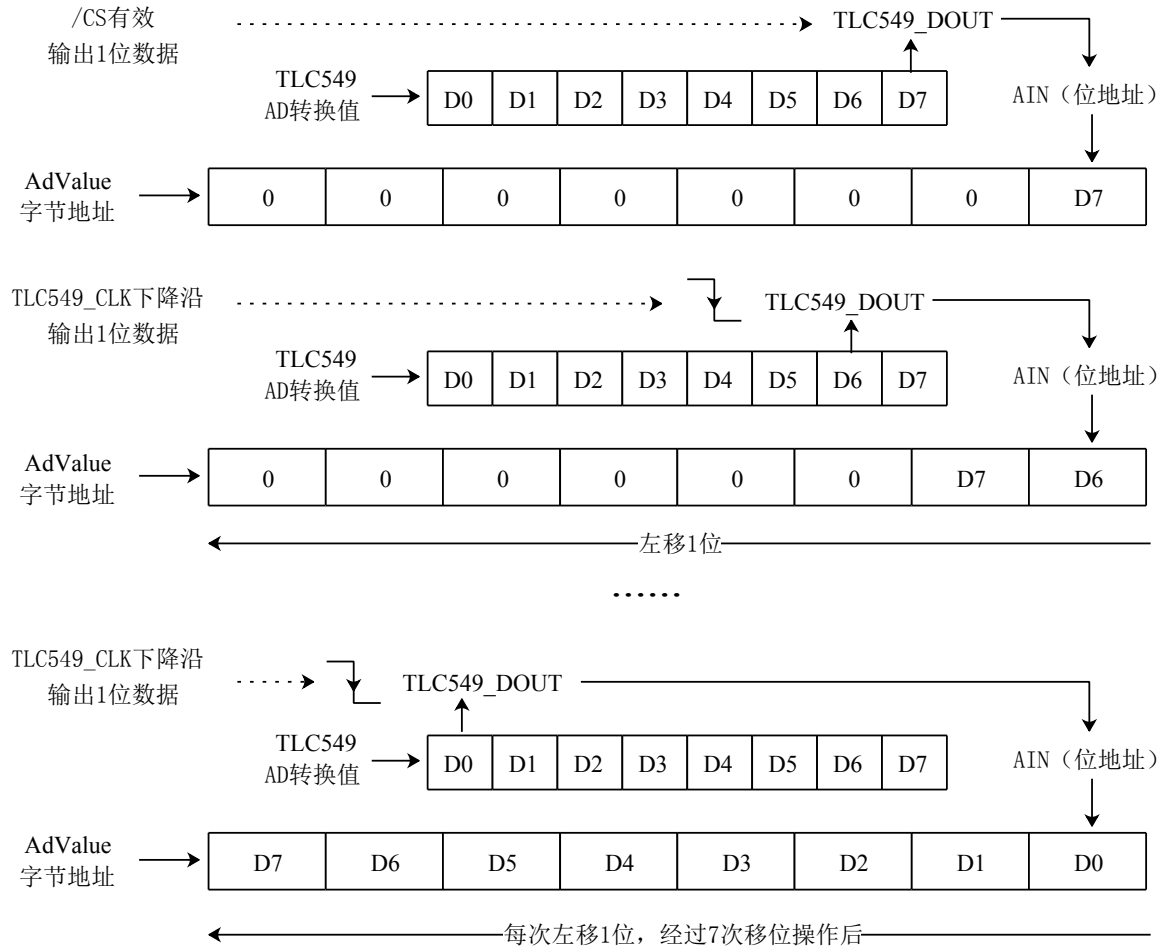 /CS有效
输出1位数据
TLC549_DOUT
TLC549
AD转换值
D0 D1 D2 D3 D4 D5 D6 D7
AIN（位地址）
AdValue
字节地址
0 0 0 0 0 0 0 D7
TLC549_CLK下降沿
输出1位数据
TLC549_DOUT
TLC549
AD转换值
D0 D1 D2 D3 D4 D5 D6 D7
AIN（位地址）
AdValue
字节地址
0 0 0 0 0 0 D7 D6
左移1位
······
TLC549_CLK下降沿
输出1位数据
TLC549_DOUT
TLC549
AD转换值
D0 D1 D2 D3 D4 D5 D6 D7
AIN（位地址）
AdValue
字节地址
D7 D6 D5 D4 D3 D2 D1 D0
每次左移1位，经过7次移位操作后